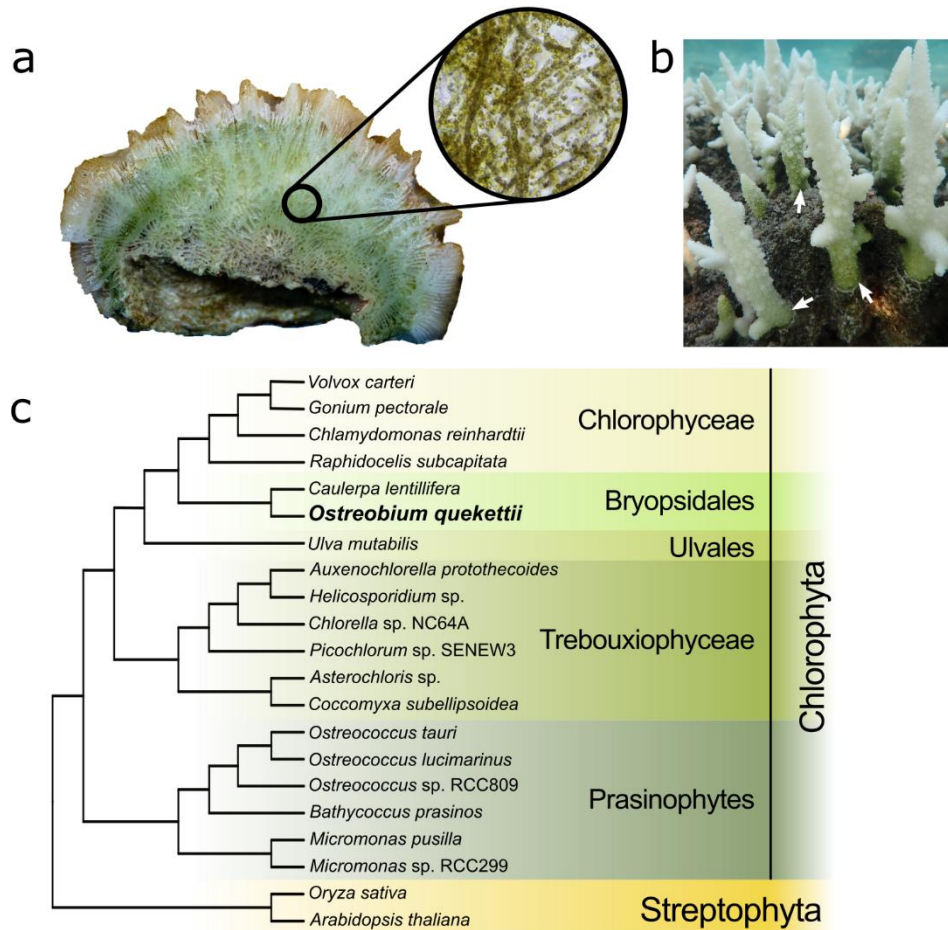 a
b
c
Volvox carteri
Gonium pectorale
Chlamydomonas reinhardtii
Raphidocelis subcapitata
Chlorophyceae
Caulerpa lentillifera
Ostreobium quekettii
Bryopsidales
Ulva mutabilis
Ulvales
Auxenochlorella protothecoides
Helicosporidium sp.
Chlorella sp. NC64A
Picochlorum sp. SENEW3
Asterochloris sp.
Coccomyxa subellipsoidea
Trebouxiophyceae
Ostreococcus tauri
Ostreococcus lucimarinus
Ostreococcus sp. RCC809
Bathycoccus prasinos
Micromonas pusilla
Micromonas sp. RCC299
Prasinophytes
Chlorophyta
Oryza sativa
Arabidopsis thaliana
Streptophyta